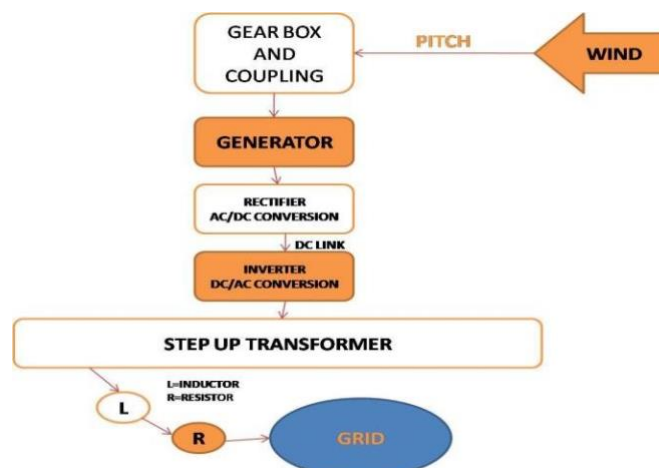 GEAR BOX
AND
COUPLING
PITCH
WIND
GENERATOR
RECTIFIER
AC/DC CONVERSION
DC LINK
INVERTER
DC/AC CONVERSION
STEP UP TRANSFORMER
L=INDUCTOR
R=RESISTOR
L
R
GRID